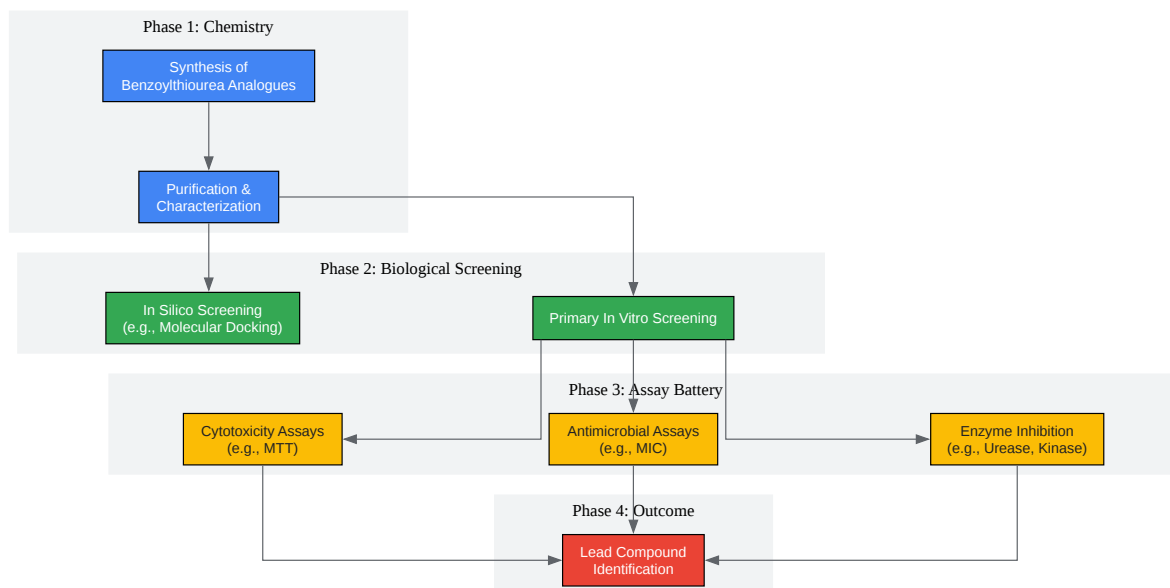 Phase 1: Chemistry
Synthesis of
Benzoylthiourea Analogues
Purification &
Characterization
Phase 2: Biological Screening
In Silico Screening
(e.g., Molecular Docking)
Primary In Vitro Screening
Phase 3: Assay Battery
Cytotoxicity Assays
(e.g., MTT)
Antimicrobial Assays
(e.g., MIC)
Enzyme Inhibition
(e.g., Urease, Kinase)
Phase 4: Outcome
Lead Compound
Identification